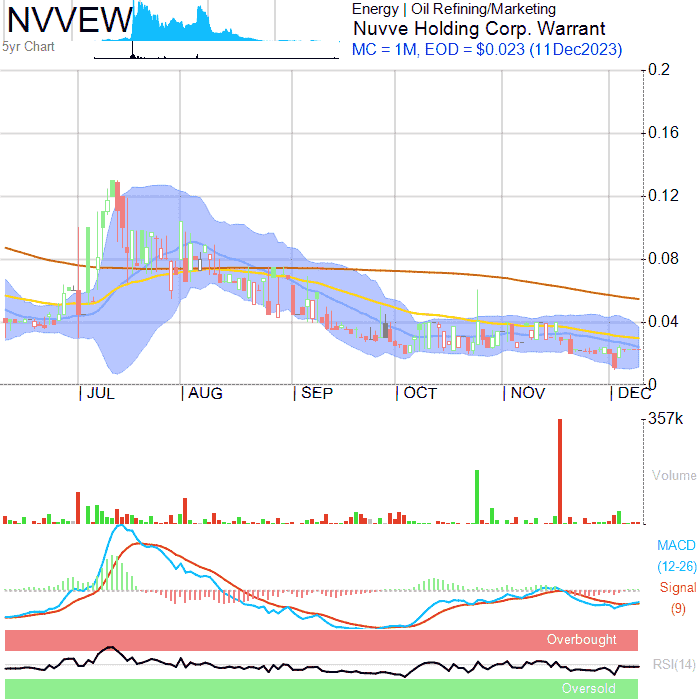 NVVEW
5yr Chart
Energy | Oil Refining/Marketing
Nuvve Holding Corp. Warrant
MC = 1M, EOD = $0.023 (11Dec2023)
0.2
0.16
0.12
0.08
0.04
0
JUL AUG SEP OCT NOV DEC
357k
Volume
MACD
(12-26)
Signal
(9)
Overbought
RSI(14)
Oversold